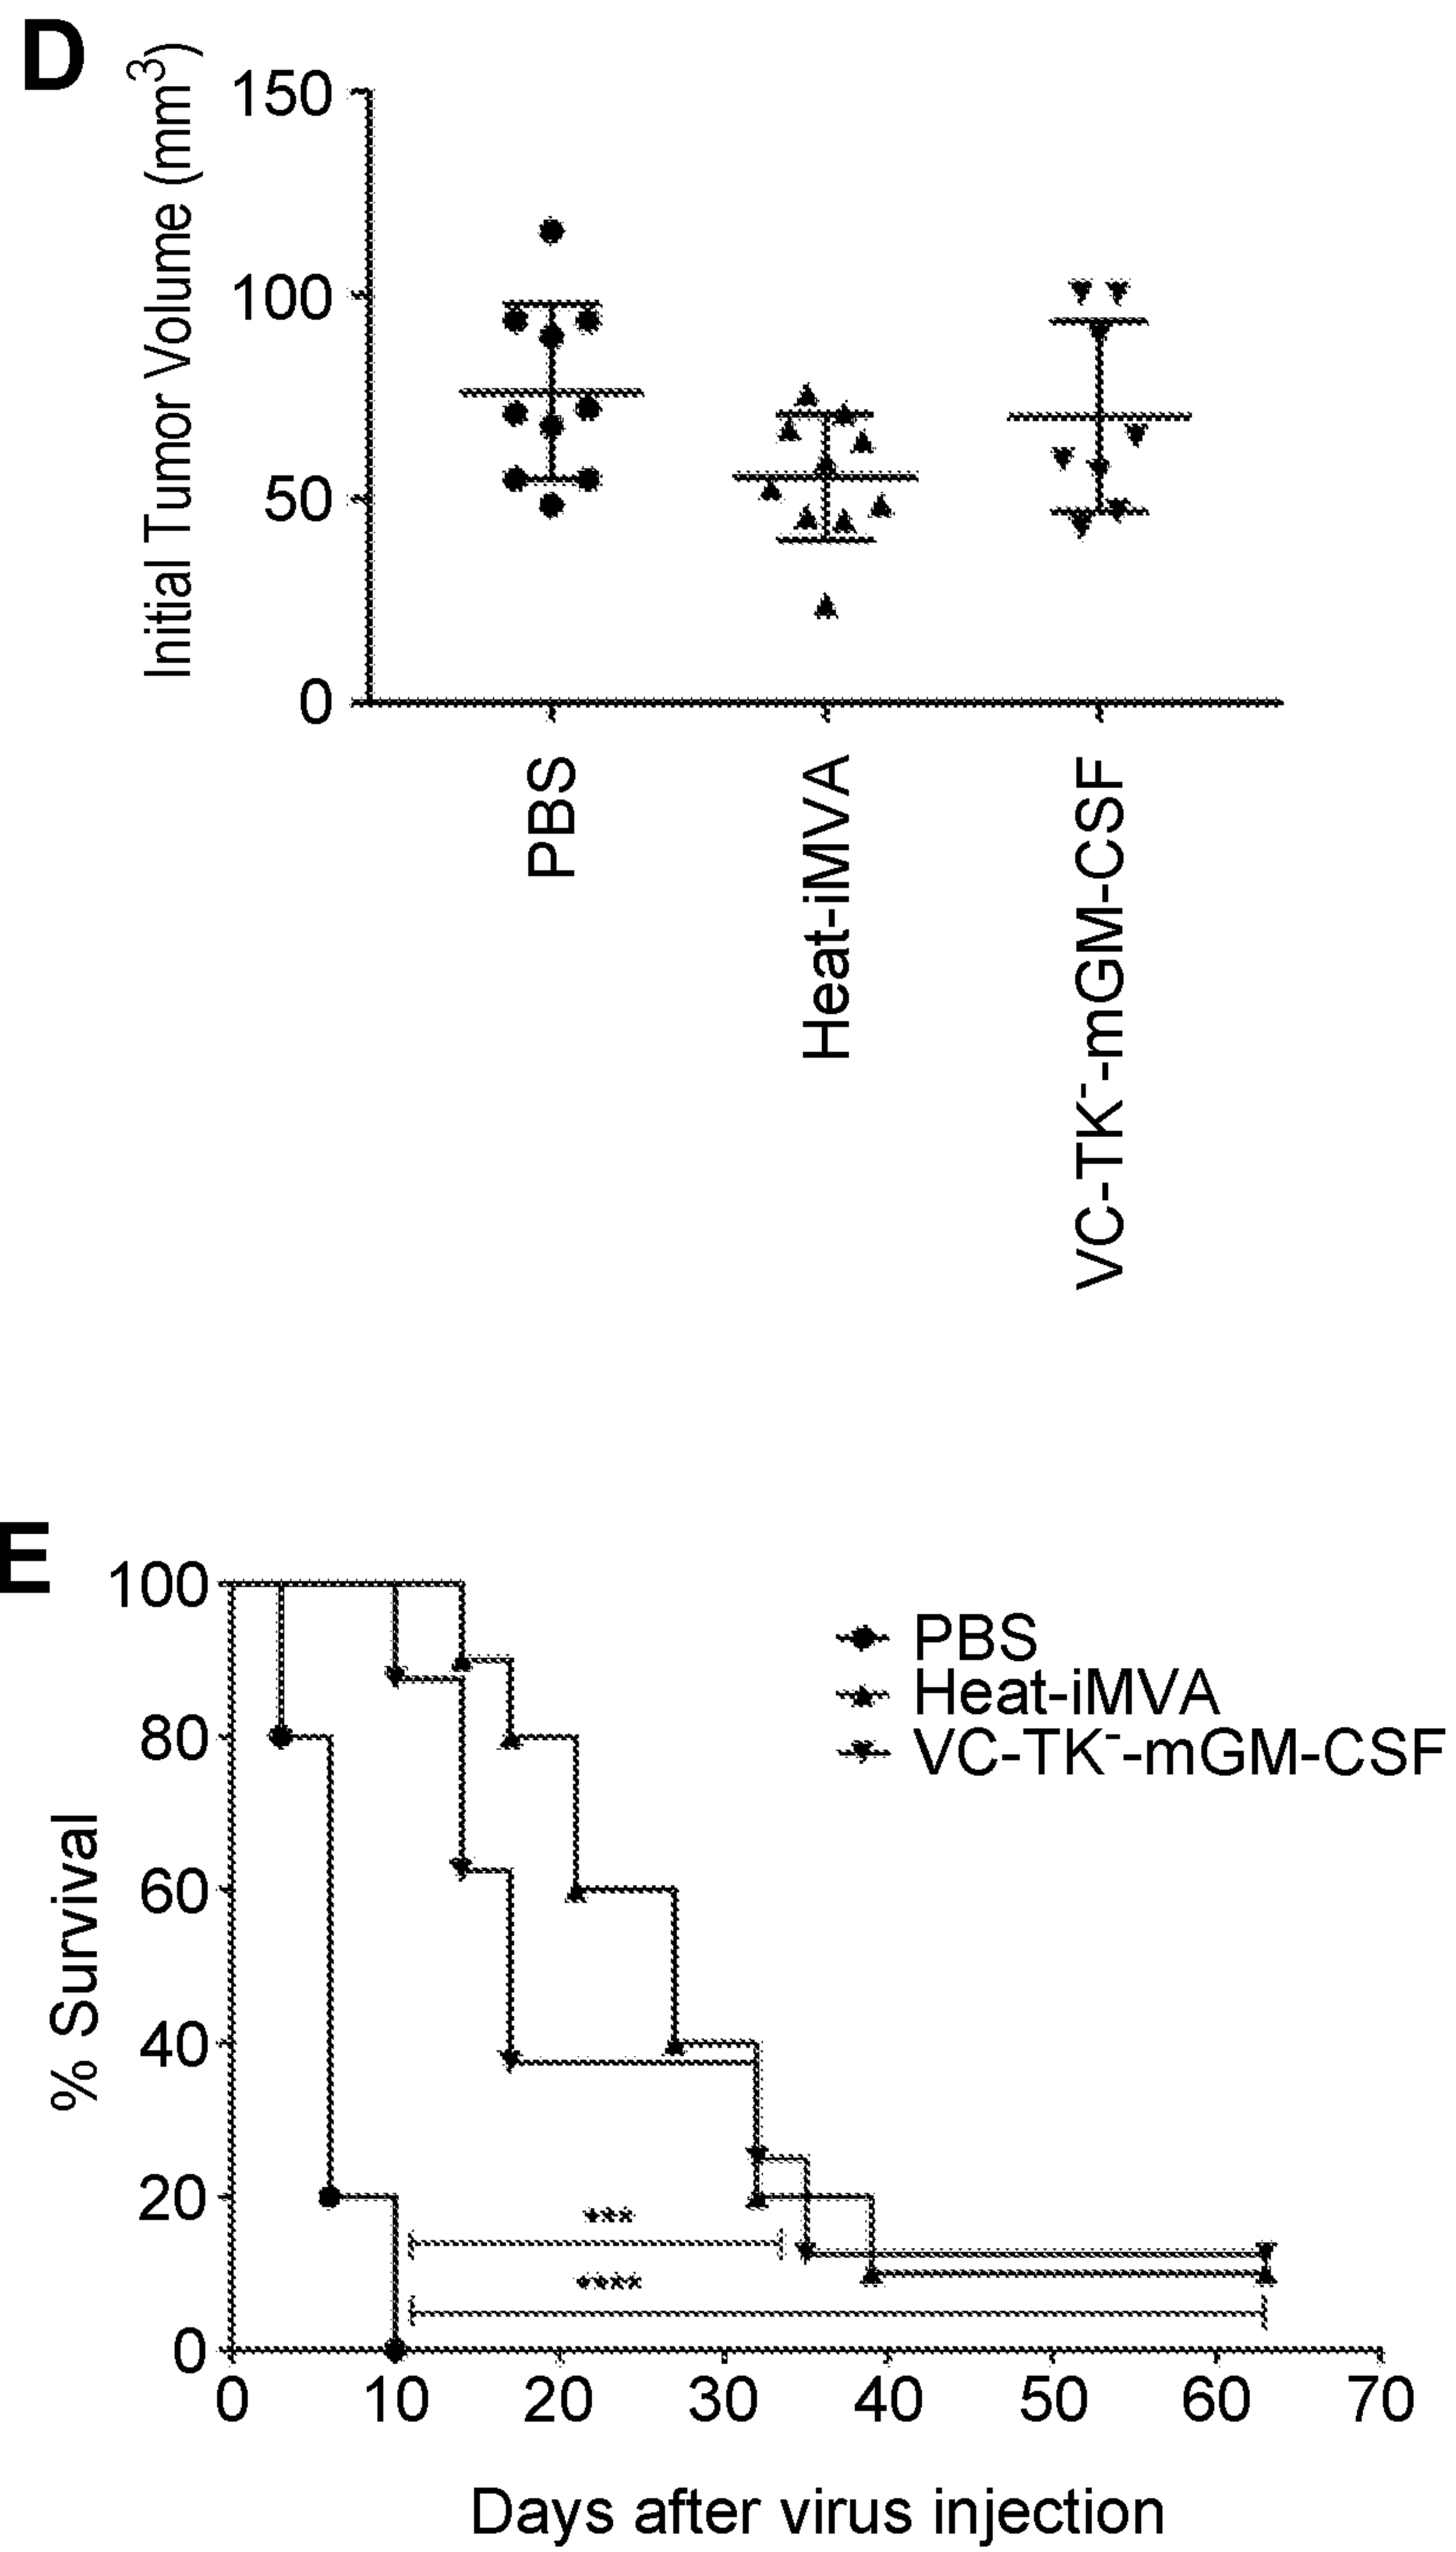 D
Initial Tumor Volume (mm³)
150
100
50
0
PBS
Heat-iMVA
VC-TK⁻-mGM-CSF
E
% Survival
100
80
60
40
20
0
PBS
Heat-iMVA
VC-TK⁻-mGM-CSF
***
****
0 10 20 30 40 50 60 70
Days after virus injection